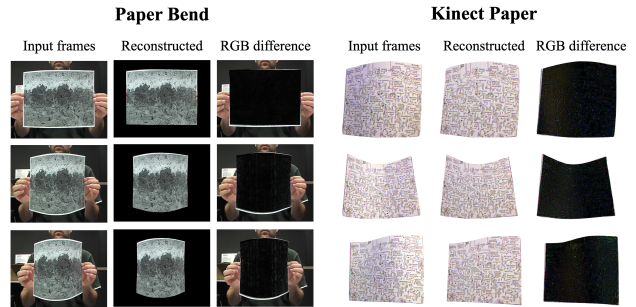 Paper Bend
Kinect Paper
Input frames Reconstructed RGB difference
Input frames Reconstructed RGB difference